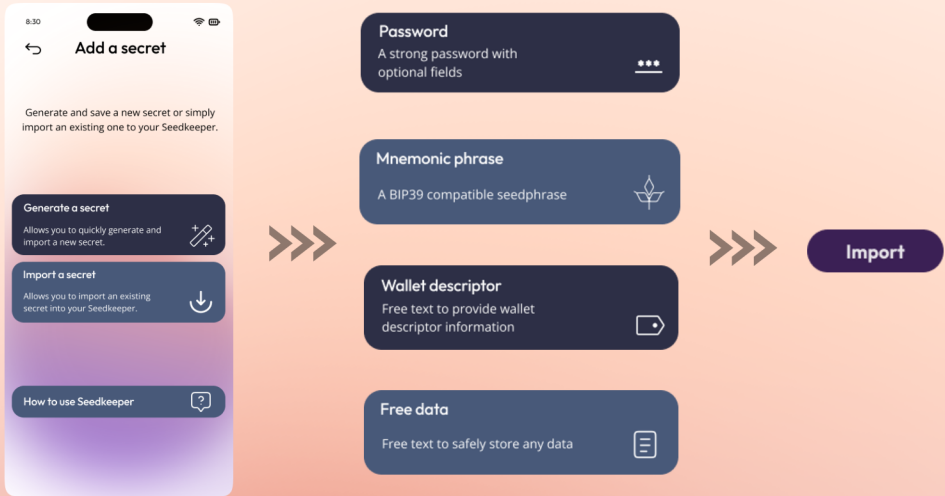 8:30
Add a secret
Generate and save a new secret or simply
import an existing one to your Seedkeeper.
Generate a secret
Allows you to quickly generate and
import a new secret.
Import a secret
Allows you to import an existing
secret into your Seedkeeper.
How to use Seedkeeper
Password
A strong password with
optional fields
Mnemonic phrase
A BIP39 compatible seedphrase
Wallet descriptor
Free text to provide wallet
descriptor information
Free data
Free text to safely store any data
Import